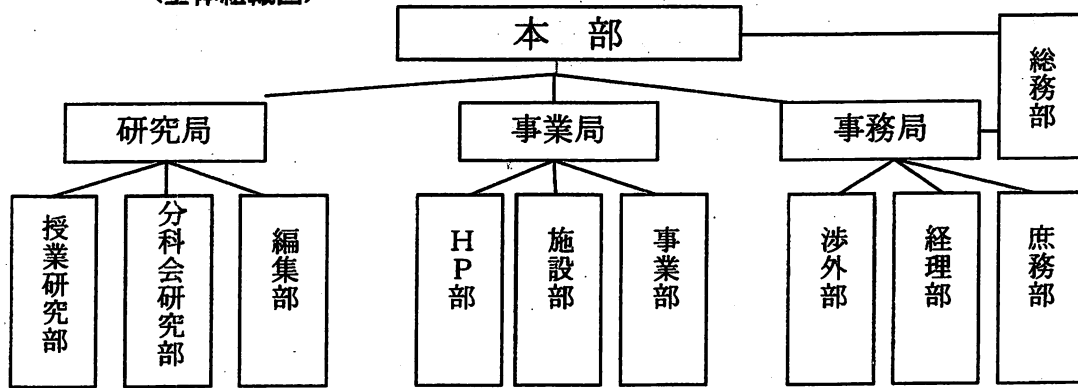 本部
総務部
研究局
事業局
事務局
授業研究部
分科会研究部
編集部
HP部
施設部
事業部
渉外部
経理部
庶務部